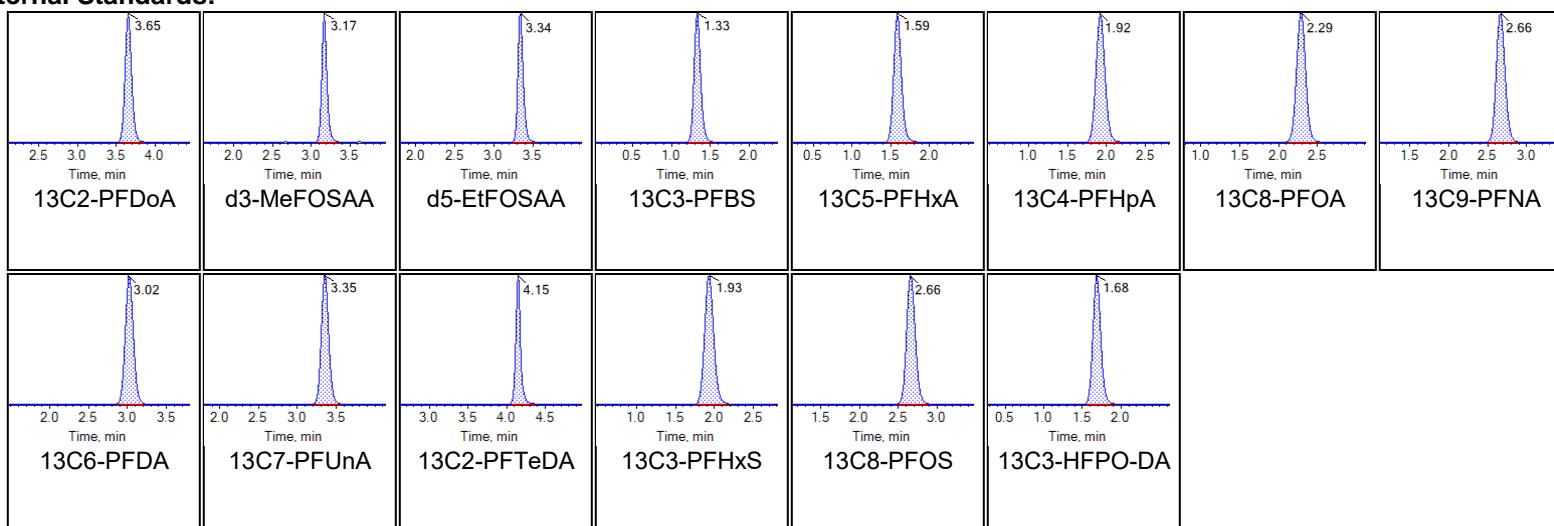 ternal Standards:
3.65 3.17 3.34 1.33 1.59 1.92 2.29 2.66
2.5 3.0 3.5 4.0 2.0 2.5 3.0 3.5 2.0 2.5 3.0 3.5 0.5 1.0 1.5 2.0 0.5 1.0 1.5 2.0 1.0 1.5 2.0 2.5 1.0 1.5 2.0 2.5 1.5 2.0 2.5 3.0
Time, min Time, min Time, min Time, min Time, min Time, min Time, min Time, min
13C2-PFDoA d3-MeFOSAA d5-EtFOSAA 13C3-PFBS 13C5-PFHxA 13C4-PFHpA 13C8-PFOA 13C9-PFNA
3.02 3.35 4.15 1.93 2.66 1.68
2.0 2.5 3.0 3.5 2.0 2.5 3.0 3.5 3.0 3.5 4.0 4.5 1.0 1.5 2.0 2.5 1.5 2.0 2.5 3.0 0.5 1.0 1.5 2.0
Time, min Time, min Time, min Time, min Time, min Time, min
13C6-PFDA 13C7-PFUnA 13C2-PFTeDA 13C3-PFHxS 13C8-PFOS 13C3-HFPO-DA